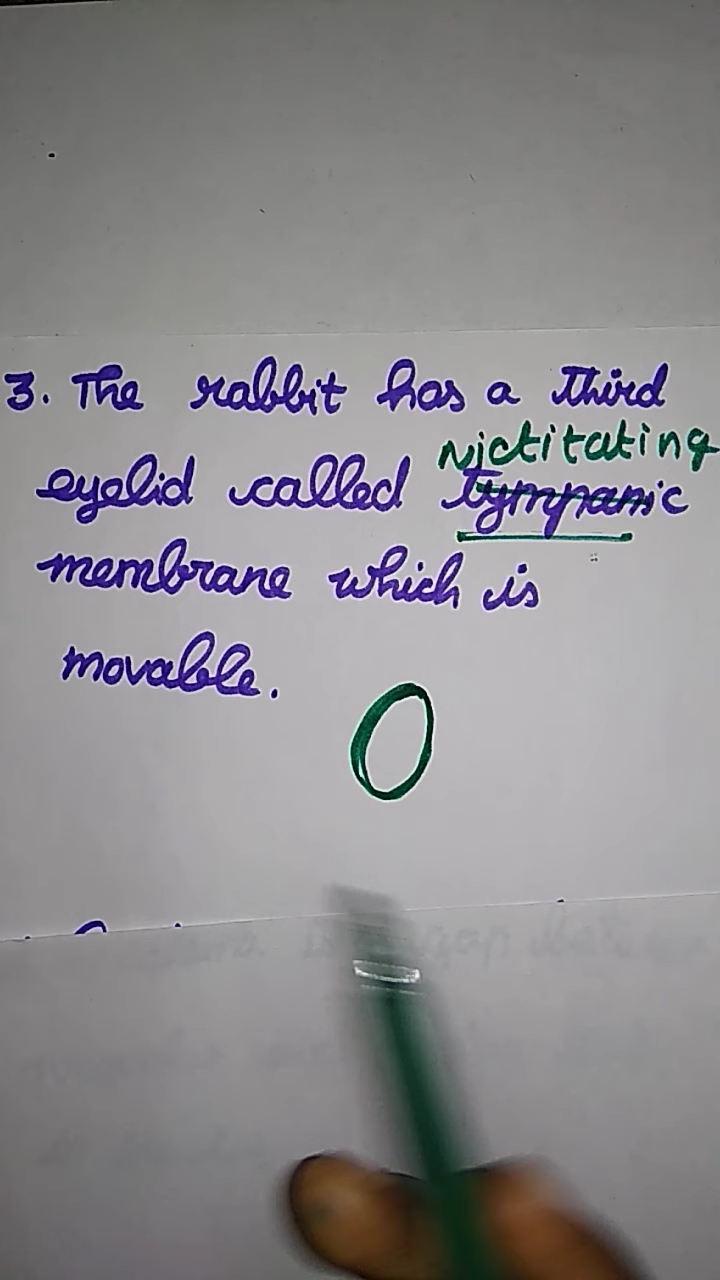 3. The rabbit has a third
Nictitating
eyelid called tympanic
membrane which is
movable.